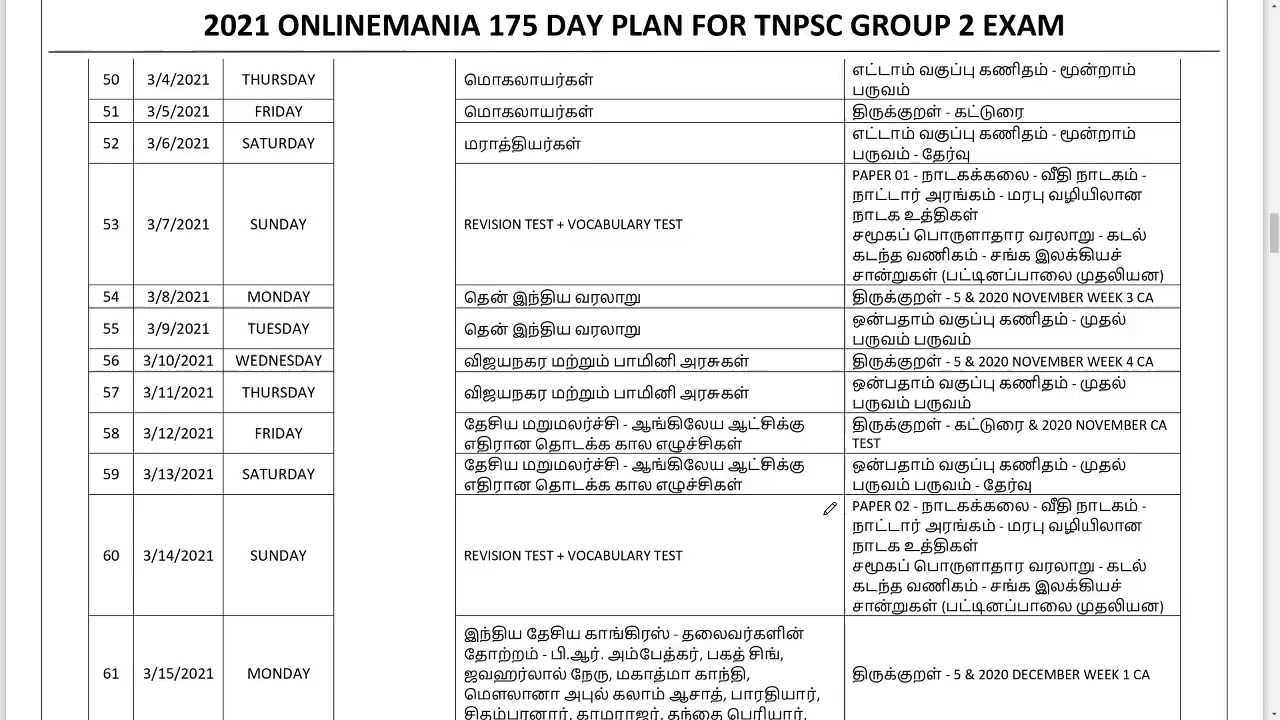 2021 ONLINEMANIA 175 DAY PLAN FOR TNPSC GROUP 2 EXAM
50 3/4/2021 THURSDAY மொகலாயர்கள் எட்டாம் வகுப்பு கணிதம் - மூன்றாம்
பருவம்
51 3/5/2021 FRIDAY மொகலாயர்கள் திருக்குறள் - கட்டுரை
52 3/6/2021 SATURDAY மராத்தியர்கள் எட்டாம் வகுப்பு கணிதம் - மூன்றாம்
பருவம் - தேர்வு
53 3/7/2021 SUNDAY REVISION TEST + VOCABULARY TEST PAPER 01 - நாடகக்கலை - வீதி நாடகம் -
நாட்டார் அரங்கம் - மரபு வழியிலான
நாடக உத்திகள்
சமூகப் பொருளாதார வரலாறு - கடல்
கடந்த வணிகம் - சங்க இலக்கியச்
சான்றுகள் (பட்டினப்பாலை முதலியன)
54 3/8/2021 MONDAY தென் இந்திய வரலாறு திருக்குறள் - 5 & 2020 NOVEMBER WEEK 3 CA
55 3/9/2021 TUESDAY தென் இந்திய வரலாறு ஒன்பதாம் வகுப்பு கணிதம் - முதல்
பருவம் பருவம்
56 3/10/2021 WEDNESDAY விஜயநகர மற்றும் பாமினி அரசுகள் திருக்குறள் - 5 & 2020 NOVEMBER WEEK 4 CA
57 3/11/2021 THURSDAY விஜயநகர மற்றும் பாமினி அரசுகள் ஒன்பதாம் வகுப்பு கணிதம் - முதல்
பருவம் பருவம்
58 3/12/2021 FRIDAY தேசிய மறுமலர்ச்சி - ஆங்கிலேய ஆட்சிக்கு
எதிரான தொடக்க கால எழுச்சிகள் திருக்குறள் - கட்டுரை & 2020 NOVEMBER CA
TEST
59 3/13/2021 SATURDAY தேசிய மறுமலர்ச்சி - ஆங்கிலேய ஆட்சிக்கு
எதிரான தொடக்க கால எழுச்சிகள் ஒன்பதாம் வகுப்பு கணிதம் - முதல்
பருவம் பருவம் - தேர்வு
60 3/14/2021 SUNDAY REVISION TEST + VOCABULARY TEST PAPER 02 - நாடகக்கலை - வீதி நாடகம் -
நாட்டார் அரங்கம் - மரபு வழியிலான
நாடக உத்திகள்
சமூகப் பொருளாதார வரலாறு - கடல்
கடந்த வணிகம் - சங்க இலக்கியச்
சான்றுகள் (பட்டினப்பாலை முதலியன)
61 3/15/2021 MONDAY இந்திய தேசிய காங்கிரஸ் - தலைவர்களின்
தோற்றம் - பி.ஆர். அம்பேத்கர், பகத் சிங்,
ஜவஹர்லால் நேரு, மகாத்மா காந்தி,
மௌலானா அபுல் கலாம் ஆசாத், பாரதியார்,
சிதம்பரனார், காமராஜர், தந்தை பெரியார்,
திருக்குறள் - 5 & 2020 DECEMBER WEEK 1 CA